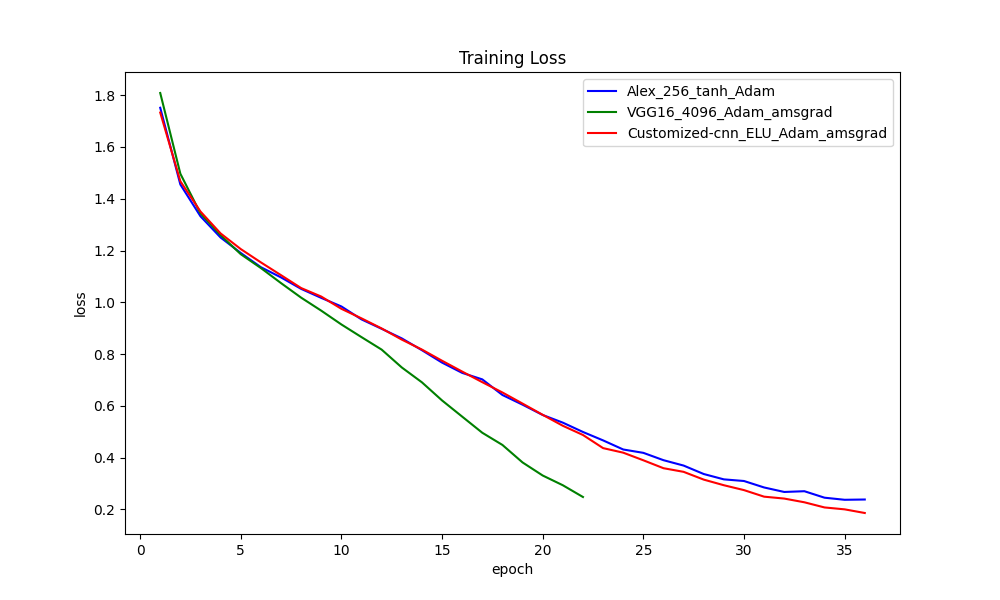 Training Loss
Alex_256_tanh_Adam
VGG16_4096_Adam_amsgrad
Customized-cnn_ELU_Adam_amsgrad
loss
1.8
1.6
1.4
1.2
1.0
0.8
0.6
0.4
0.2
0 5 10 15 20 25 30 35
epoch